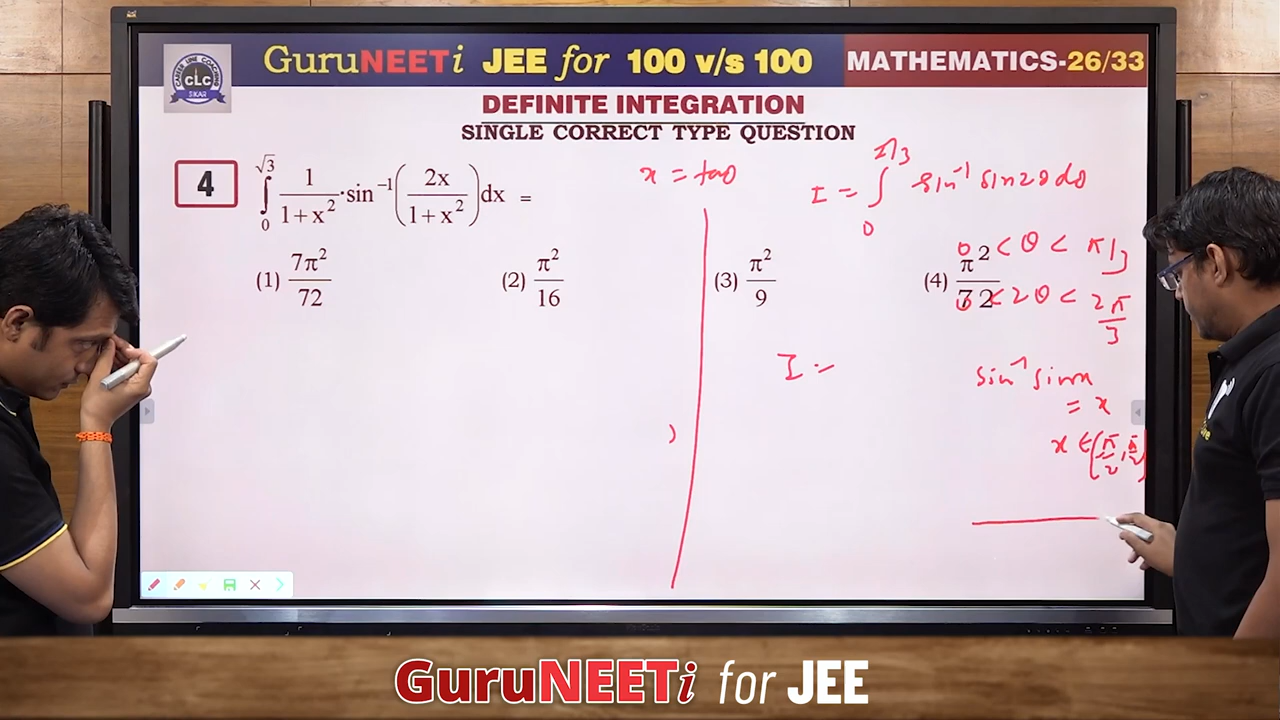 GuruNEETi JEE for 100 v/s 100
MATHEMATICS-26/33
CAREER LINE COACHING
CLC
SIKAR
DEFINITE INTEGRATION
SINGLE CORRECT TYPE QUESTION
4
∫₀^√3 1/(1+x²) · sin⁻¹(2x/(1+x²)) dx =
(1) 7π²/72
(2) π²/16
(3) π²/9
(4) π²/72
x = tanθ
I = ∫₀^π/3 sin⁻¹ sin2θ dθ
0 < θ < π/3
0 < 2θ < 2π/3
I =
sin⁻¹ sinx
= x
x ∈ (π/2, π/2)
GuruNEETi for JEE